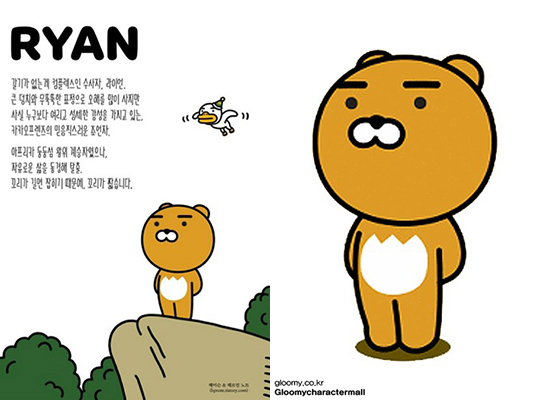 RYAN
갈기가 없는게 컴플렉스인 수사자, 라이언.
큰 덩치와 무뚝뚝한 표정으로 오해를 많이 사지만
사실 누구보다 여리고 섬세한 감성을 가지고 있는,
카카오프렌즈의 믿음직스러운 조언자.
아프리카 둥둥섬 왕위 계승자였으나,
자유로운 삶을 동경해 탈출.
꼬리가 길면 잡히기 때문에, 꼬리가 짧습니다.
gloomy.co.kr
Gloomycharactermall